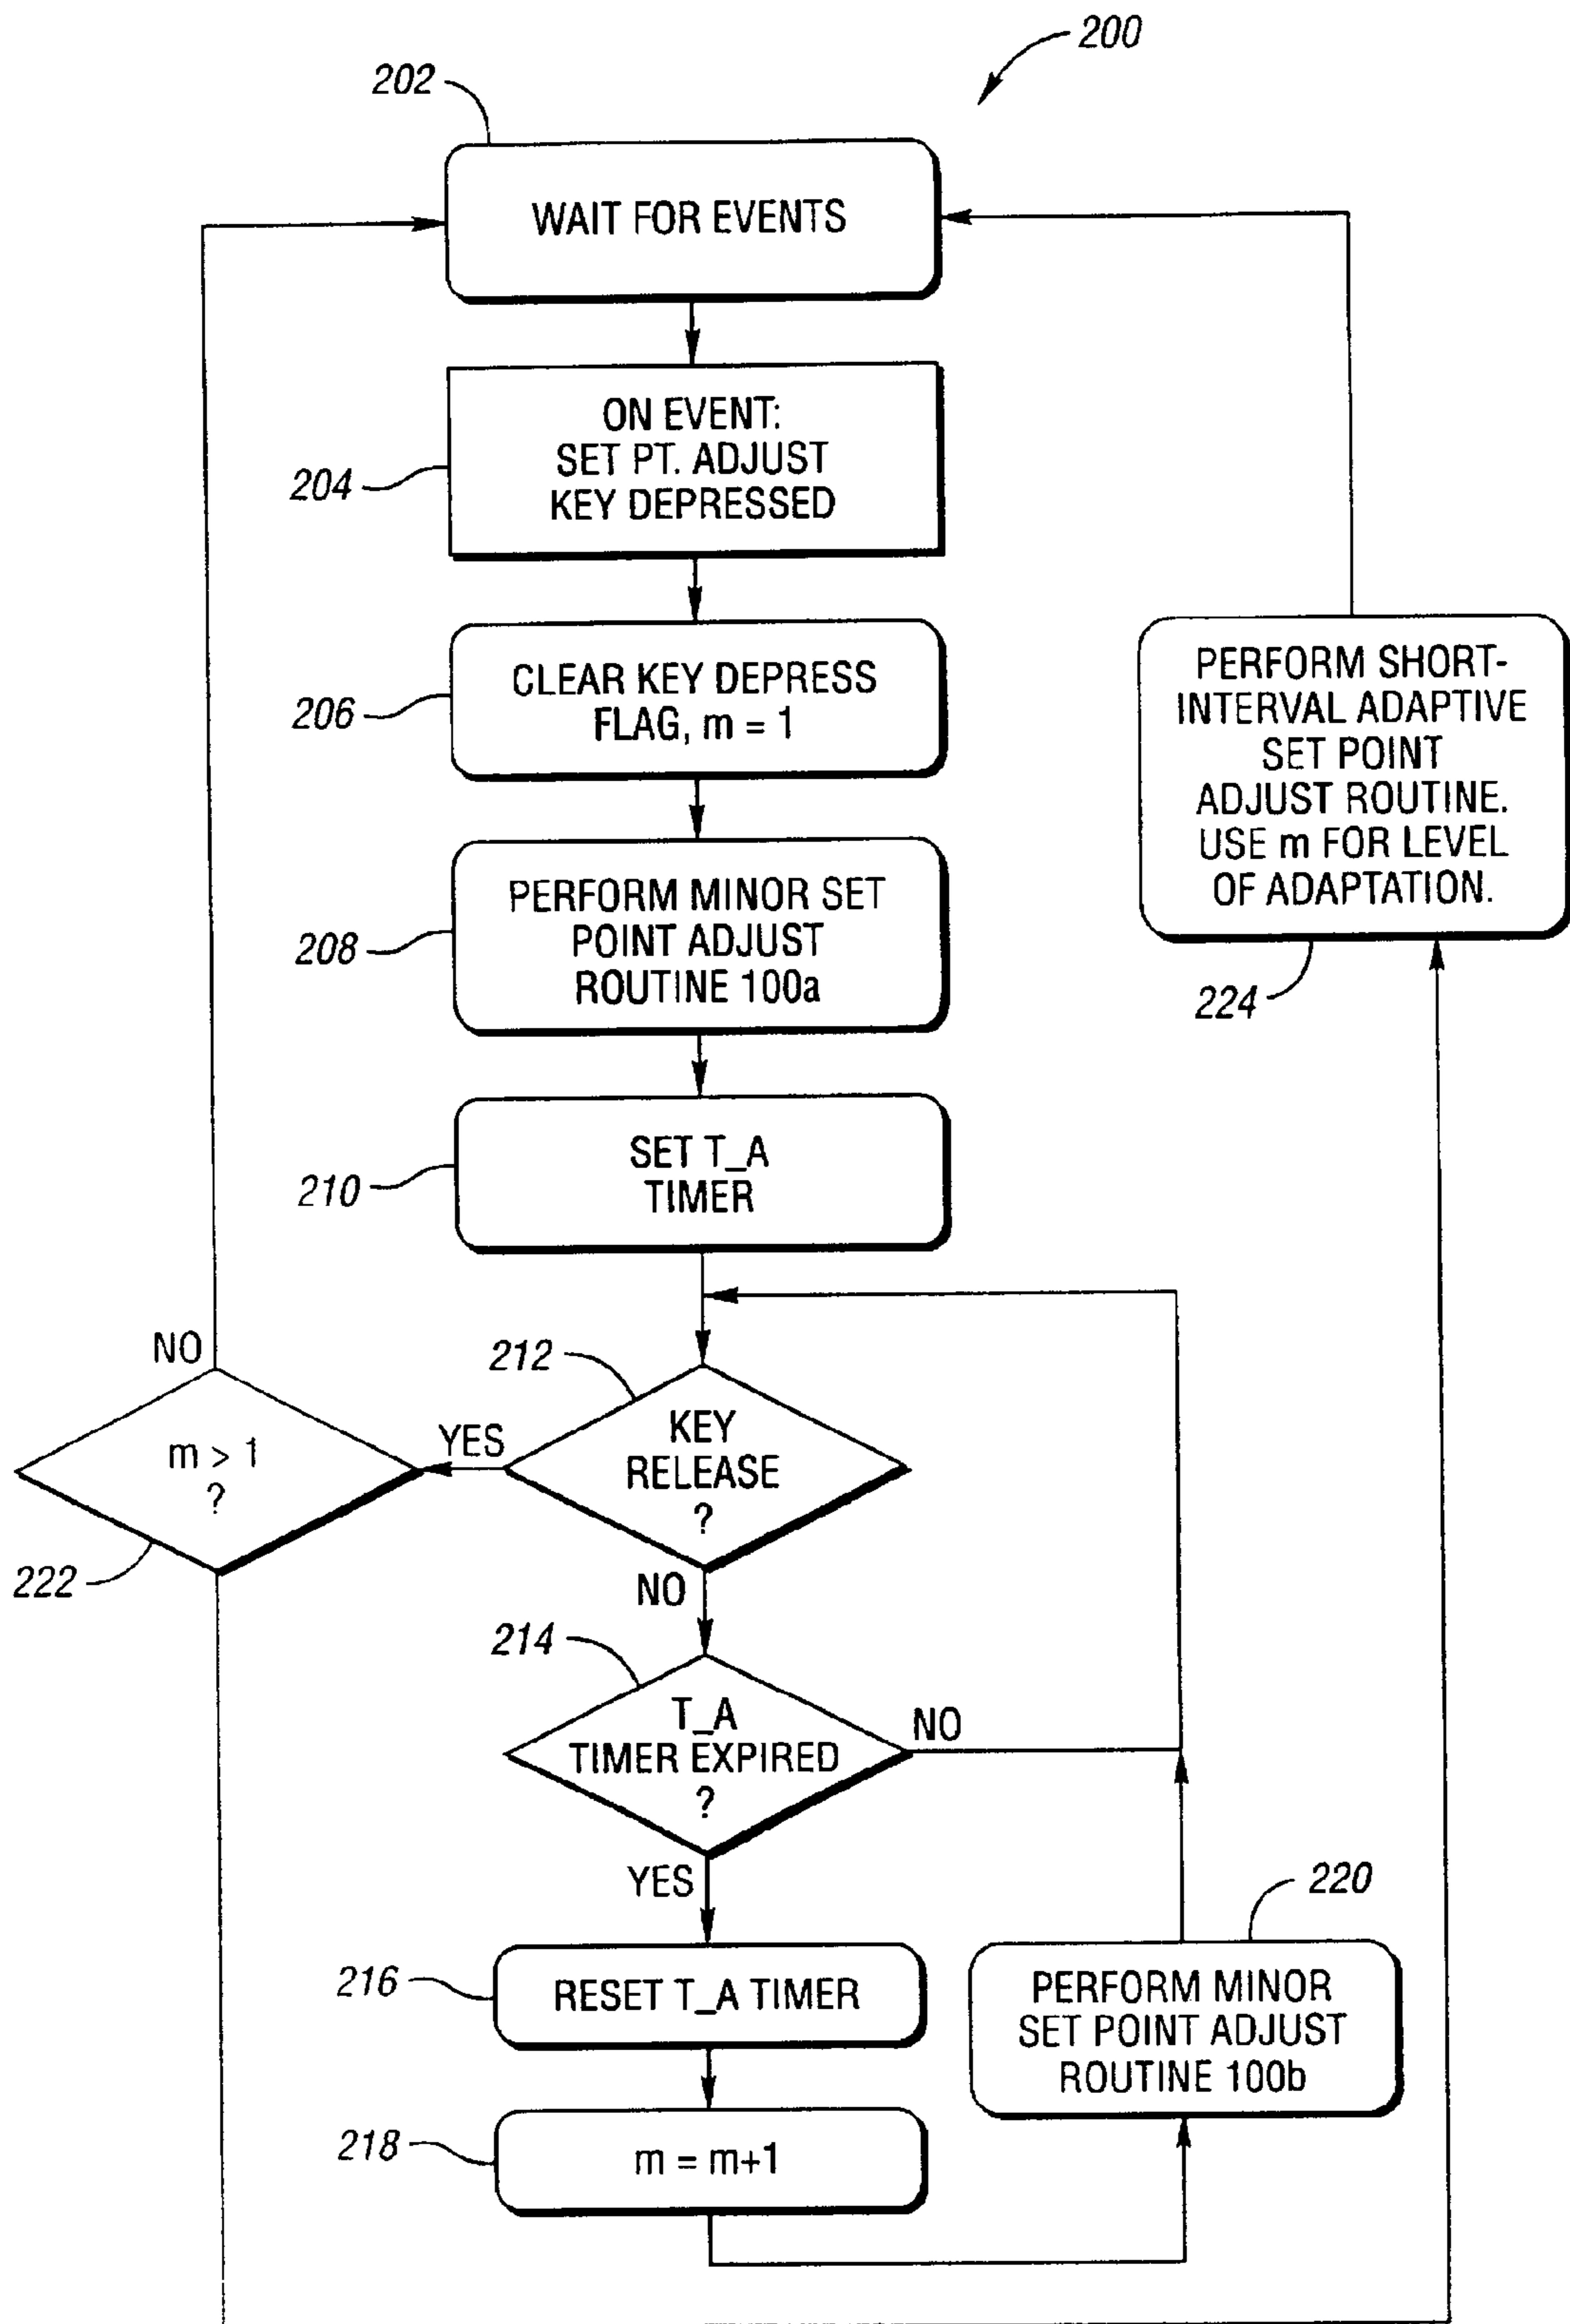 200
202
WAIT FOR EVENTS
ON EVENT:
SET PT. ADJUST
KEY DEPRESSED
204
CLEAR KEY DEPRESS
FLAG, m = 1
206
PERFORM MINOR SET
POINT ADJUST
ROUTINE 100a
208
PERFORM SHORT-
INTERVAL ADAPTIVE
SET POINT
ADJUST ROUTINE.
USE m FOR LEVEL
OF ADAPTATION.
224
SET T_A
TIMER
210
NO
212
KEY
RELEASE
?
YES
m > 1
?
222
NO
214
T_A
TIMER EXPIRED
?
NO
YES
220
216
RESET T_A TIMER
PERFORM MINOR
SET POINT ADJUST
ROUTINE 100b
218
m = m+1